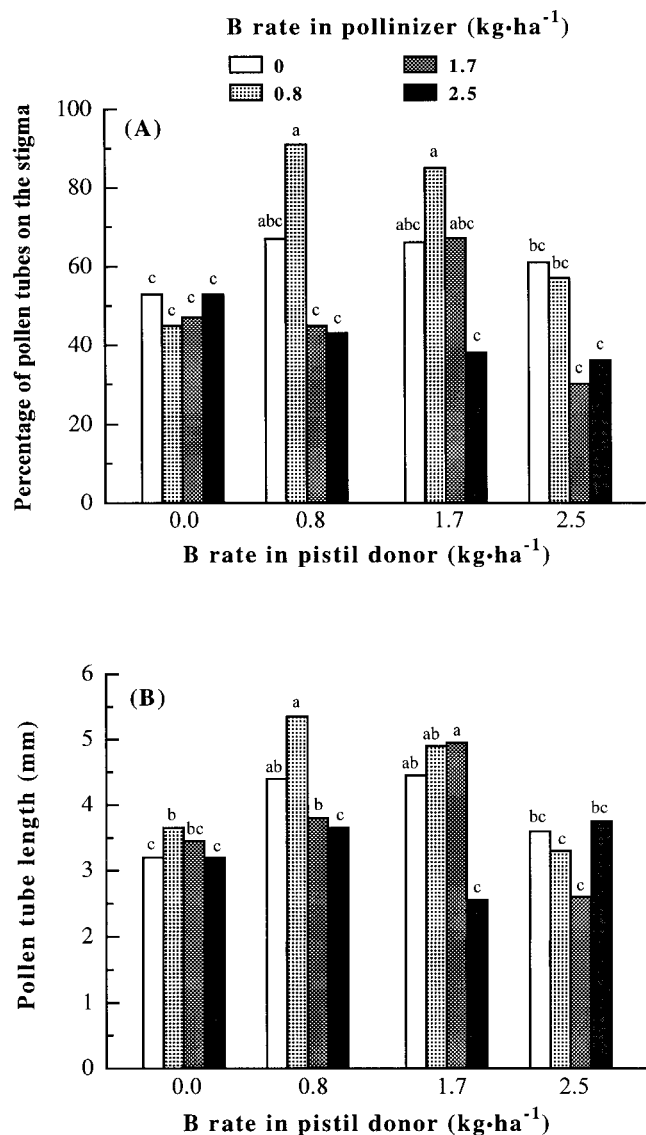 B rate in pollinizer (kg·ha⁻¹)
0 1.7
0.8 2.5
(A)
Percentage of pollen tubes on the stigma
100
80
60
40
20
0
c c c c
abc a c c
abc a abc c
bc bc c c
0.0 0.8 1.7 2.5
B rate in pistil donor (kg·ha⁻¹)
(B)
Pollen tube length (mm)
6
5
4
3
2
1
0
c b bc c
ab a b c
ab ab a c
bc c c bc
0.0 0.8 1.7 2.5
B rate in pistil donor (kg·ha⁻¹)